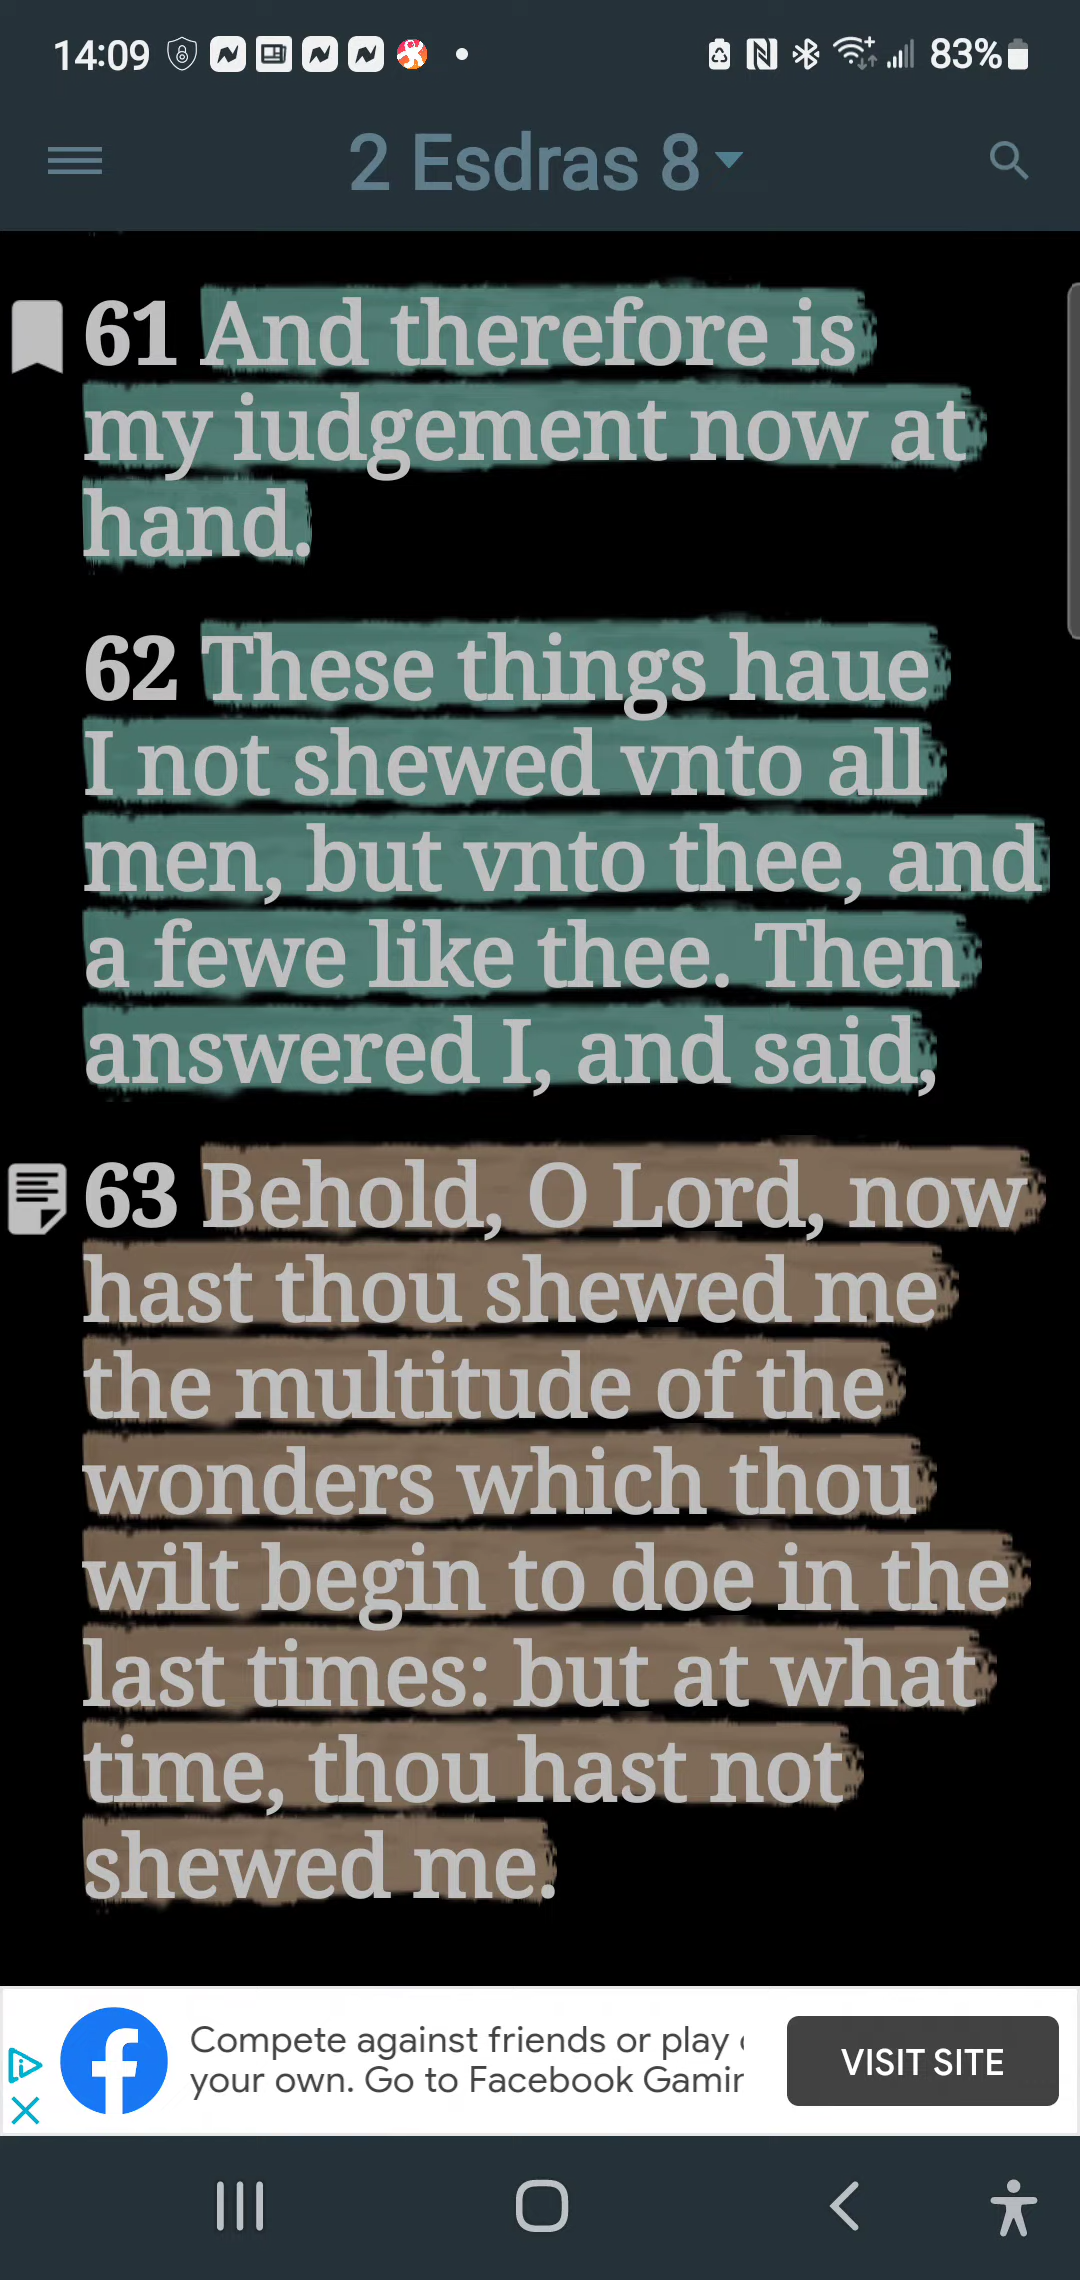 14:09
83%
2 Esdras 8
61 And therefore is
my iudgement now at
hand.
62 These things haue
I not shewed vnto all
men, but vnto thee, and
a fewe like thee. Then
answered I, and said,
63 Behold, O Lord, now
hast thou shewed me
the multitude of the
wonders which thou
wilt begin to doe in the
last times: but at what
time, thou hast not
shewed me.
Compete against friends or play
your own. Go to Facebook
VISIT SITE